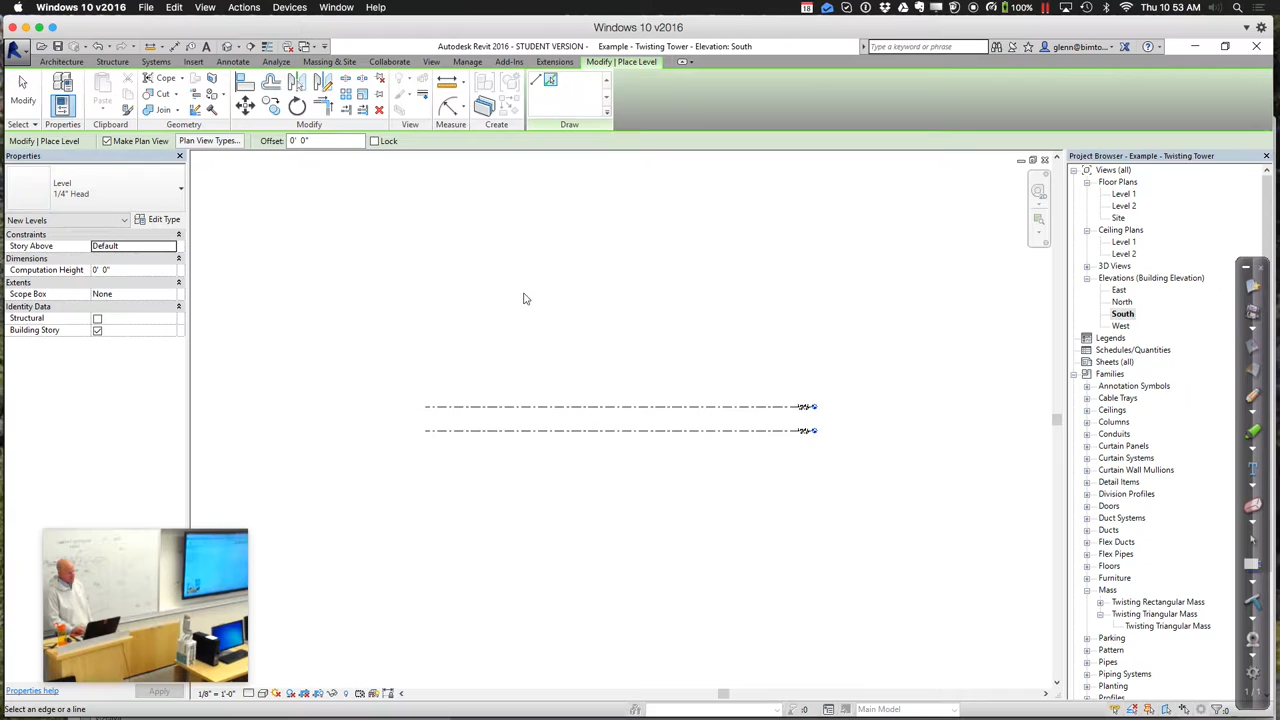 Windows 10 v2016 File Edit View Actions Devices Window Help 18 100% Thu 10 53 AM
Windows 10 v2016
Autodesk Revit 2016 - STUDENT VERSION - Example - Twisting Tower - Elevation: South Type a keyword or phrase glenn@bimto...
Architecture Structure Systems Insert Annotate Analyze Massing & Site Collaborate View Manage Add-Ins Extensions Modify | Place Level
Modify Paste Cope Cut Join
Select Properties Clipboard Geometry Modify View Measure Create Draw
Modify | Place Level Make Plan View Plan View Types... Offset: 0' 0" Lock
Properties
Level
1/4" Head
New Levels Edit Type
Constraints
Story Above Default
Dimensions
Computation Height 0' 0"
Extents
Scope Box None
Identity Data
Structural
Building Story
Properties help Apply
1/8" = 1'-0"
Select an edge or a line :0 Main Model :0
Project Browser - Example - Twisting Tower
Views (all)
Floor Plans
Level 1
Level 2
Site
Ceiling Plans
Level 1
Level 2
3D Views
Elevations (Building Elevation)
East
North
South
West
Legends
Schedules/Quantities
Sheets (all)
Families
Annotation Symbols
Cable Trays
Ceilings
Columns
Conduits
Curtain Panels
Curtain Systems
Curtain Wall Mullions
Detail Items
Division Profiles
Doors
Duct Systems
Ducts
Flex Ducts
Flex Pipes
Floors
Furniture
Mass
Twisting Rectangular Mass
Twisting Triangular Mass
Twisting Triangular Mass
Parking
Pattern
Pipes
Piping Systems
Planting
Profiles
1 / 1